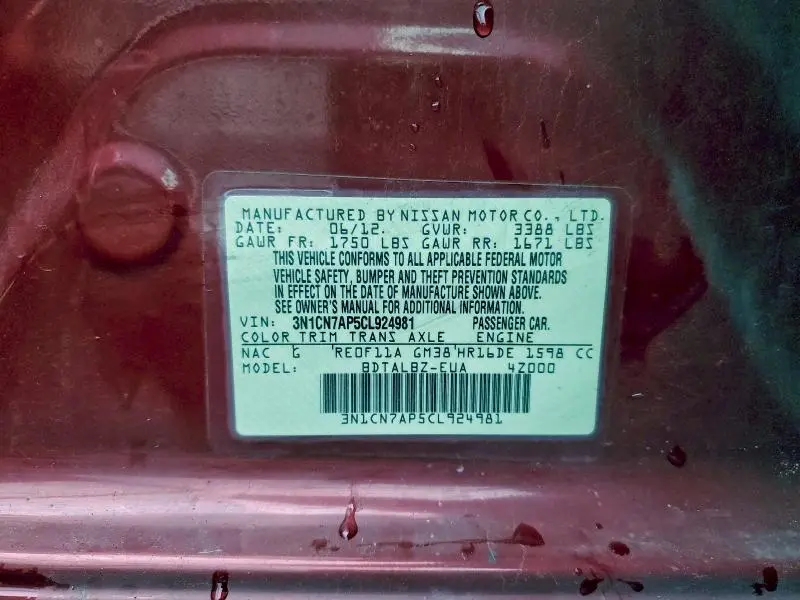 MANUFACTURED BY NISSAN MOTOR CO., LTD.
DATE: 06/12. GVWR: 3388 LBS
GAWR FR: 1750 LBS GAWR RR: 1671 LBS
THIS VEHICLE CONFORMS TO ALL APPLICABLE FEDERAL MOTOR
VEHICLE SAFETY, BUMPER AND THEFT PREVENTION STANDARDS
IN EFFECT ON THE DATE OF MANUFACTURE SHOWN ABOVE.
SEE OWNER'S MANUAL FOR ADDITIONAL INFORMATION.
VIN: 3N1CN7AP5CL924981 PASSENGER CAR.
COLOR TRIM TRANS AXLE ENGINE
NAC G RE0F11A GM38 HR16DE 1598 CC
MODEL: BDTALBZ-EUA 4Z000
3N1CN7AP5CL924981